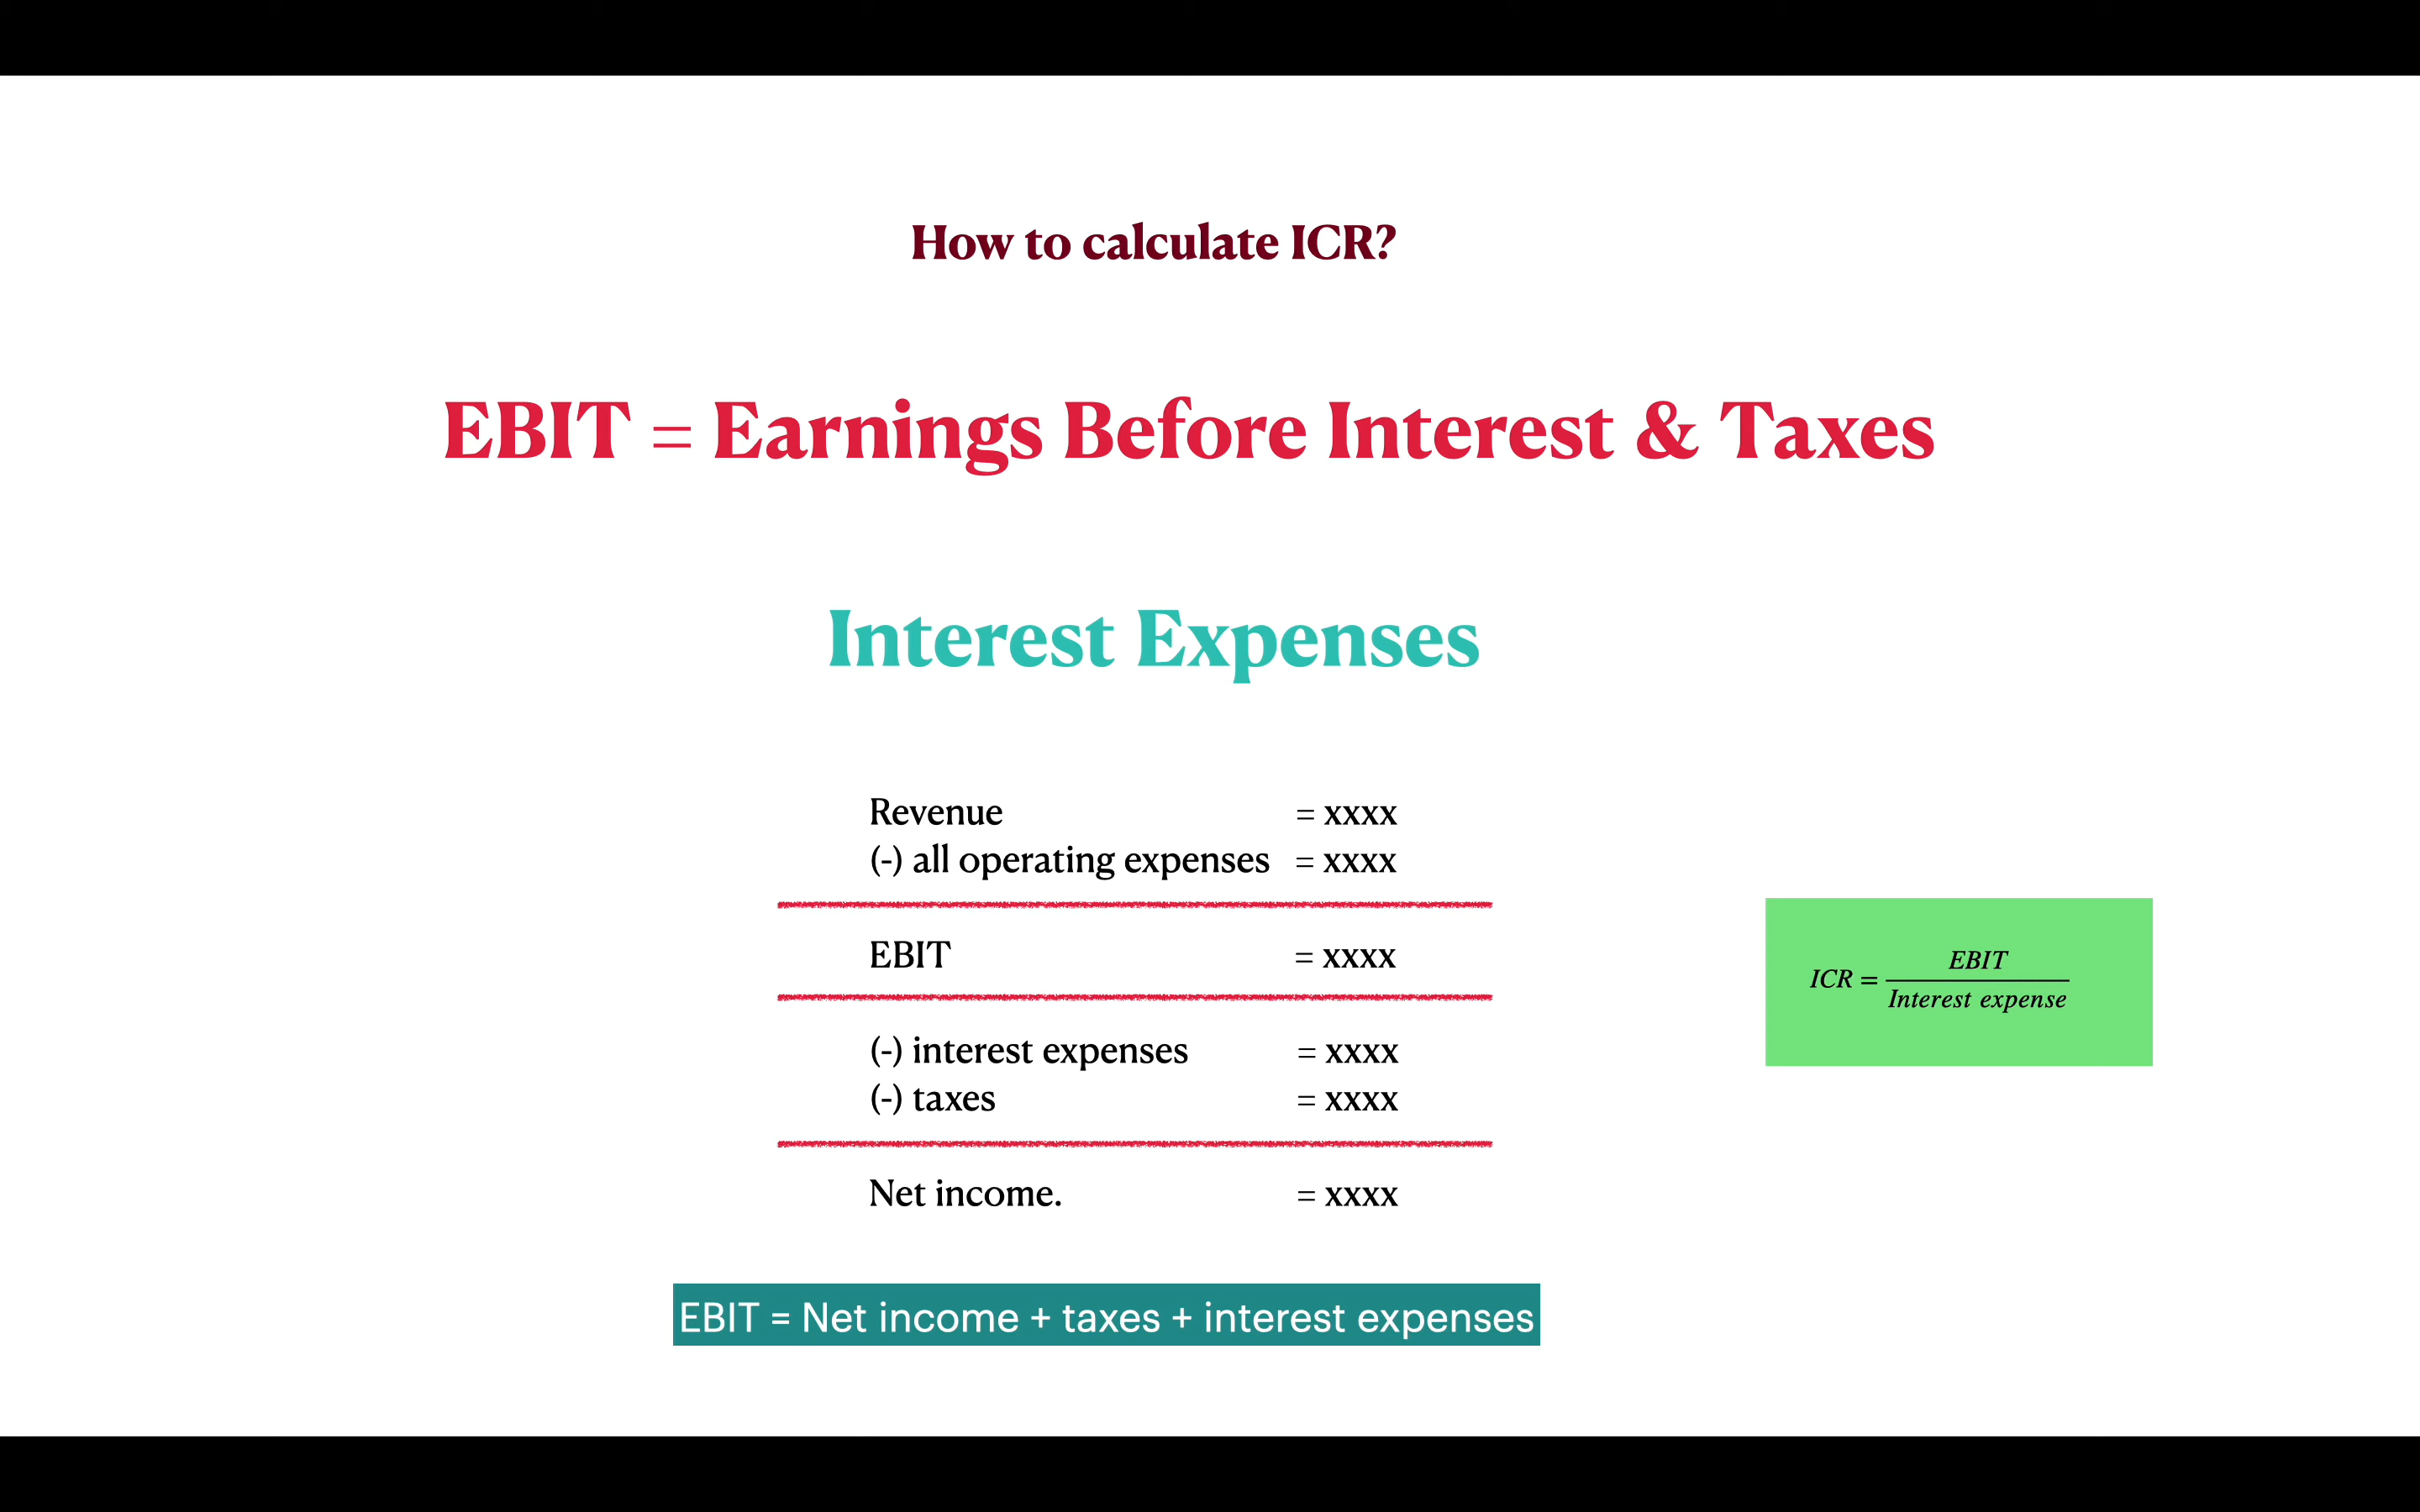 How to calculate ICR?
EBIT = Earnings Before Interest & Taxes
Interest Expenses
Revenue = xxxx
(-) all operating expenses = xxxx
EBIT = xxxx
(-) interest expenses = xxxx
(-) taxes = xxxx
Net income. = xxxx
ICR = EBIT / Interest expense
EBIT = Net income + taxes + interest expenses